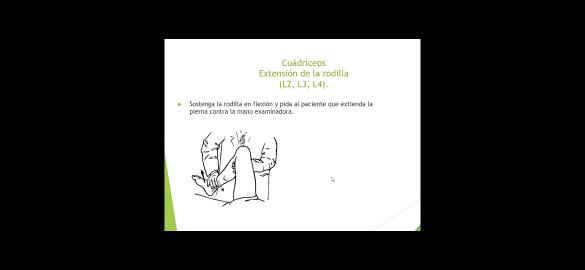 Cuádriceps
Extensión de la rodilla
(L2, L3, L4).
Sostenga la rodilla en flexión y pida al paciente que extienda la
pierna contra la mano examinadora.